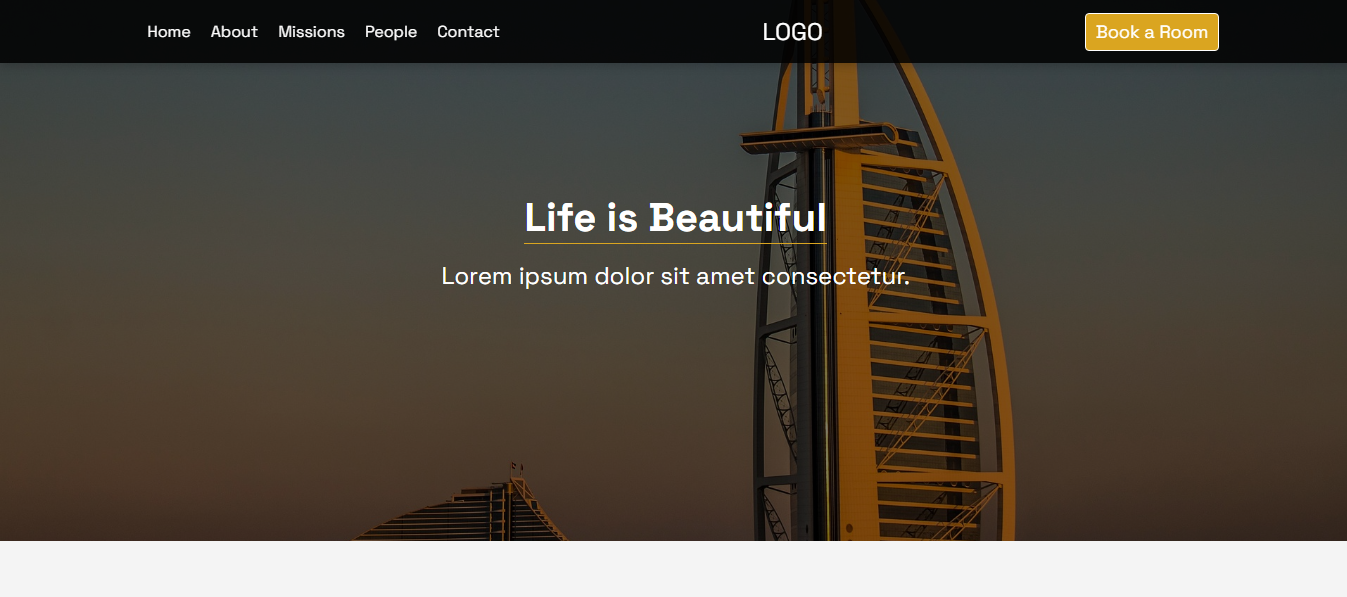 Home About Missions People Contact LOGO Book a Room
Life is Beautiful
Lorem ipsum dolor sit amet consectetur.